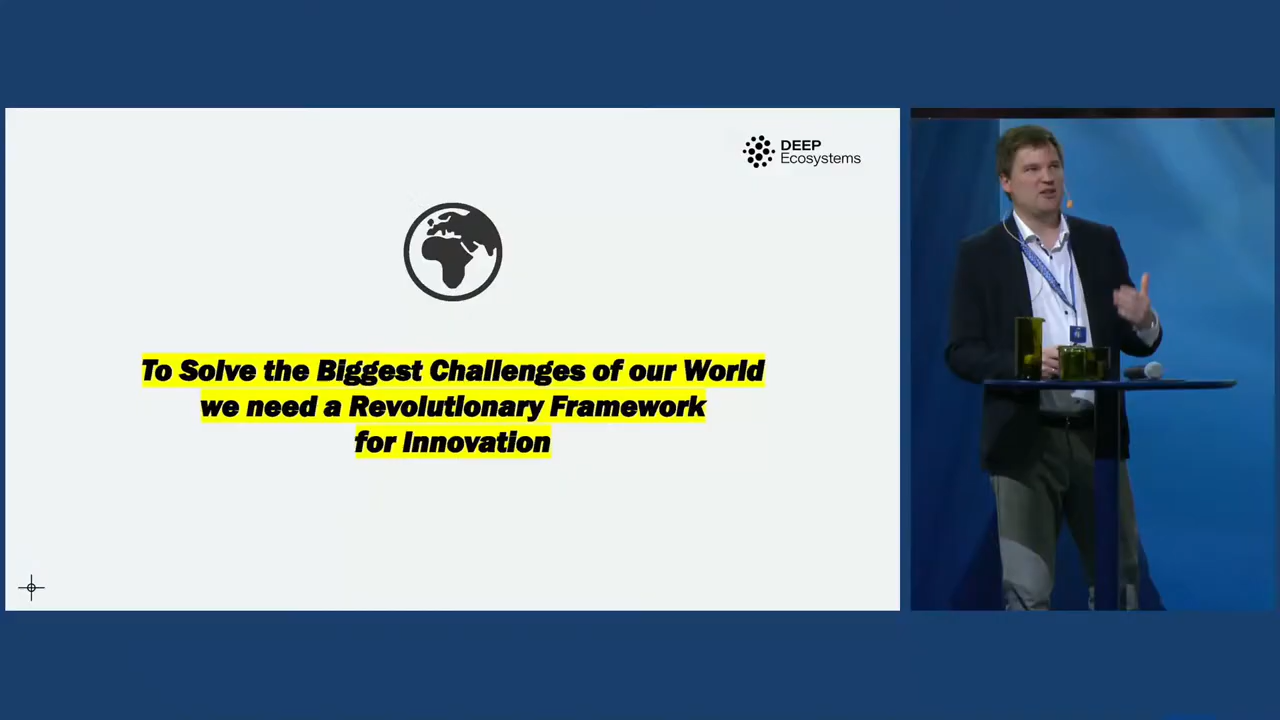 DEEP
Ecosystems
To Solve the Biggest Challenges of our World
we need a Revolutionary Framework
for Innovation